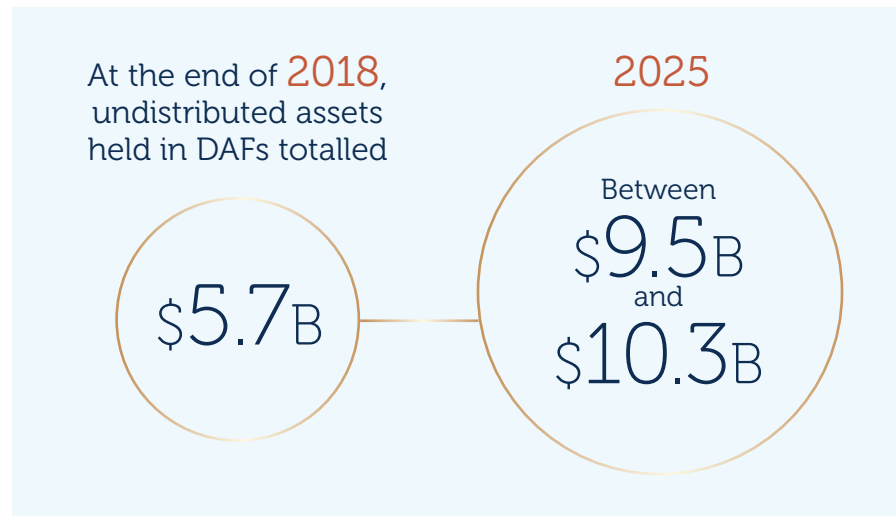 At the end of 2018,
undistributed assets
held in DAFs totalled
$5.7B
2025
Between
$9.5B
and
$10.3B